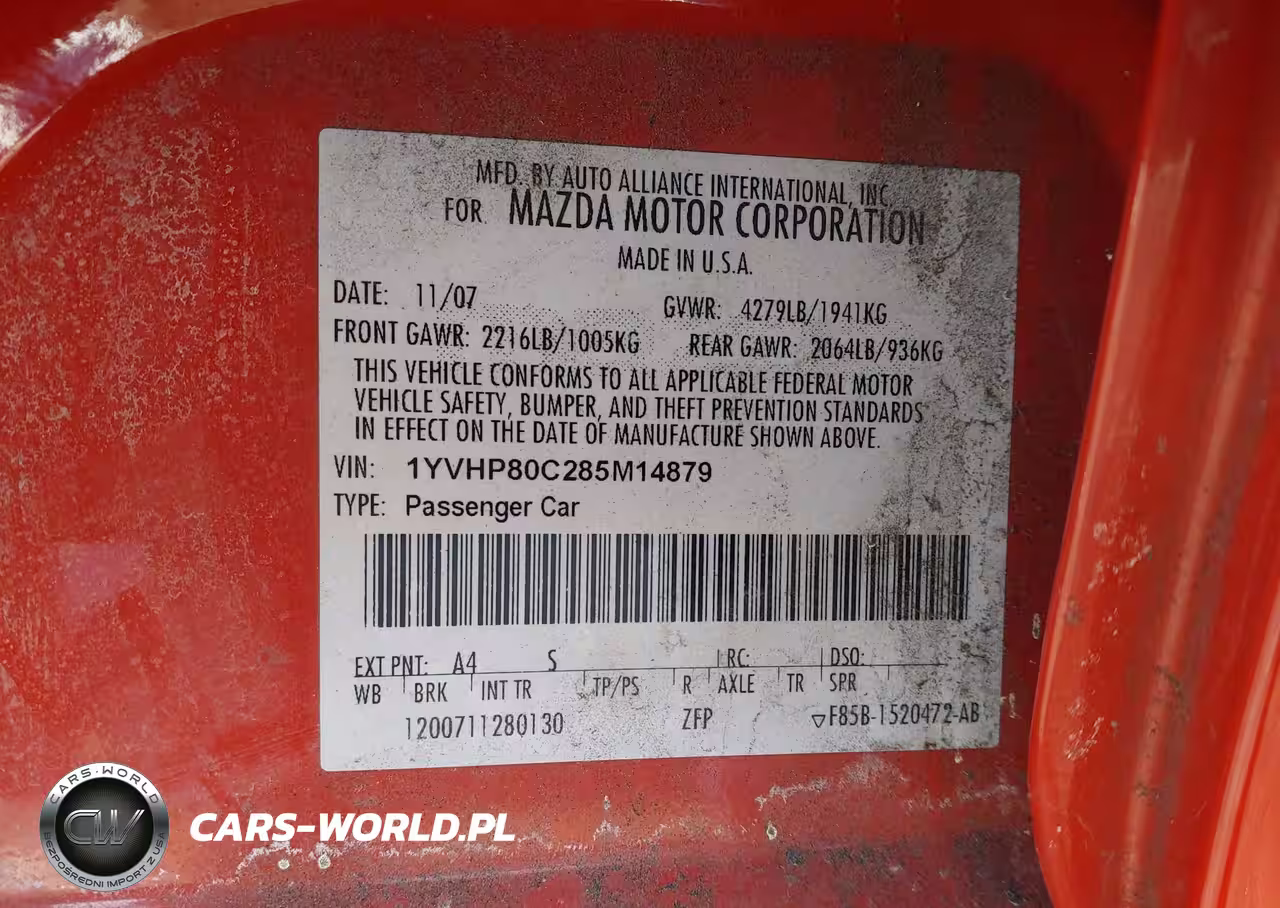 MFD. BY AUTO ALLIANCE INTERNATIONAL, INC
FOR MAZDA MOTOR CORPORATION
MADE IN U.S.A.
DATE: 11/07 GVWR: 4279LB/1941KG
FRONT GAWR: 2216LB/1005KG REAR GAWR: 2064LB/936KG
THIS VEHICLE CONFORMS TO ALL APPLICABLE FEDERAL MOTOR
VEHICLE SAFETY, BUMPER, AND THEFT PREVENTION STANDARDS
IN EFFECT ON THE DATE OF MANUFACTURE SHOWN ABOVE.
VIN: 1YVHP80C285M14879
TYPE: Passenger Car
EXT PNT: A4 S RC: DSO:
WB BRK INT TR TP/PS R AXLE TR SPR
1200711280130 ZFP ▽F85B-1520472-AB
CARS-WORLD
CW
BEZPOŚREDNI IMPORT Z USA
CARS-WORLD.PL